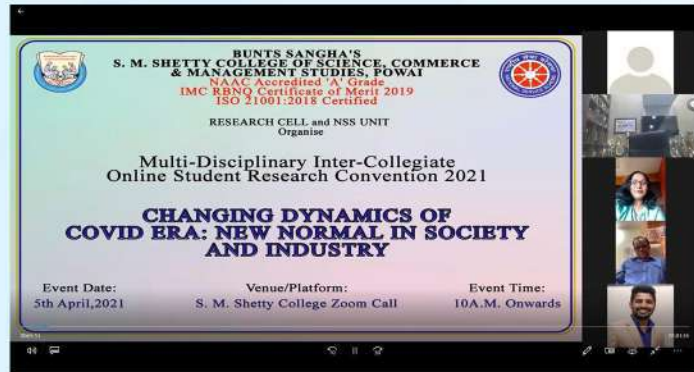 BUNTS SANGHA'S
S. M. SHETTY COLLEGE OF SCIENCE, COMMERCE
& MANAGEMENT STUDIES, POWAI
NAAC Accredited 'A' Grade
IMC RBNQ Certificate of Merit 2019
ISO 21001:2018 Certified
RESEARCH CELL and NSS UNIT
Organise
Multi-Disciplinary Inter-Collegiate
Online Student Research Convention 2021
CHANGING DYNAMICS OF
COVID ERA: NEW NORMAL IN SOCIETY
AND INDUSTRY
Event Date:
5th April,2021
Venue/Platform:
S. M. Shetty College Zoom Call
Event Time:
10A.M. Onwards